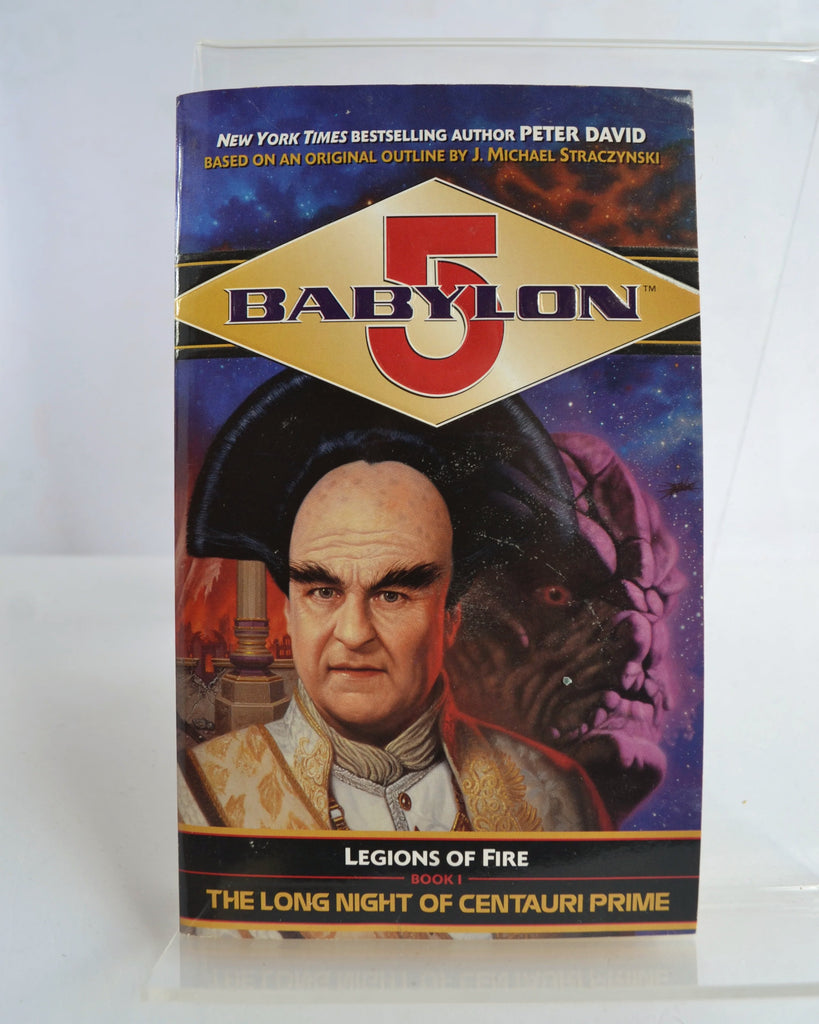 NEW YORK TIMES BESTSELLING AUTHOR PETER DAVID
BASED ON AN ORIGINAL OUTLINE BY J. MICHAEL STRACZYNSKI
5
BABYLON™
LEGIONS OF FIRE
BOOK I
THE LONG NIGHT OF CENTAURI PRIME